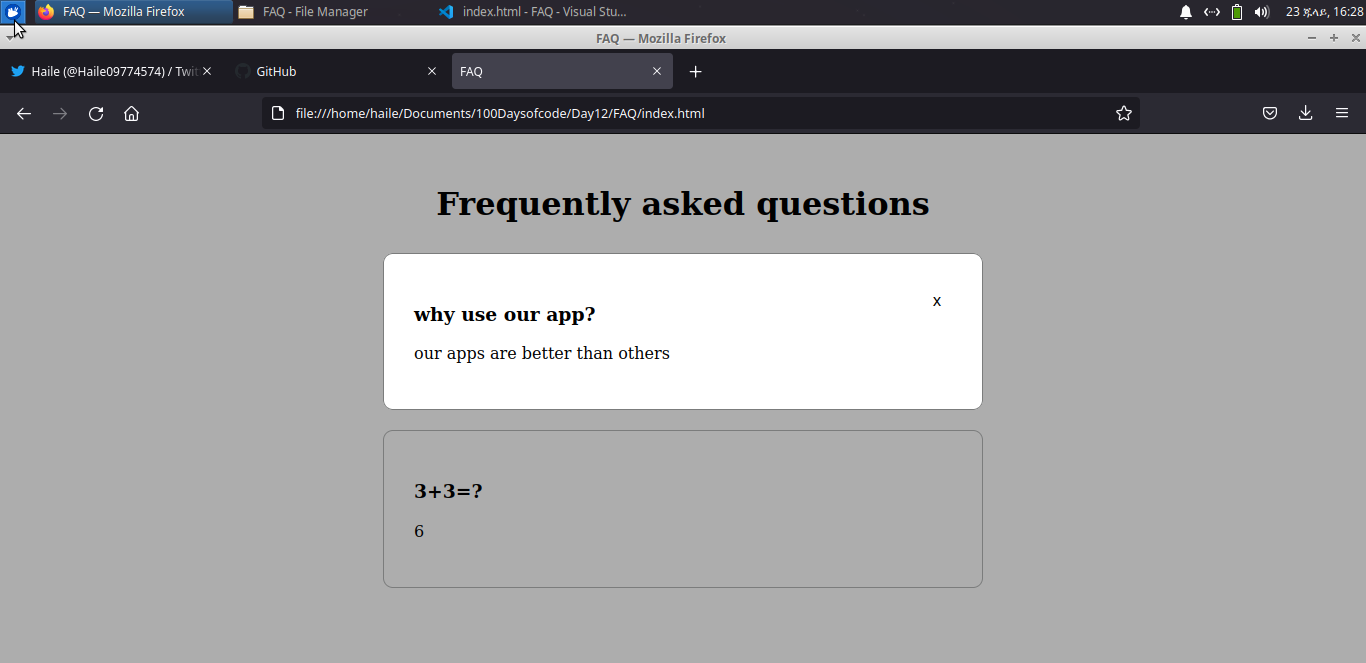 FAQ — Mozilla Firefox
FAQ - File Manager
index.html - FAQ - Visual Stu...
23 ጁላይ, 16:28
FAQ — Mozilla Firefox
Haile (@Haile09774574) / Twit
GitHub
FAQ
file:///home/haile/Documents/100Daysofcode/Day12/FAQ/index.html
Frequently asked questions
x
why use our app?
our apps are better than others
3+3=?
6